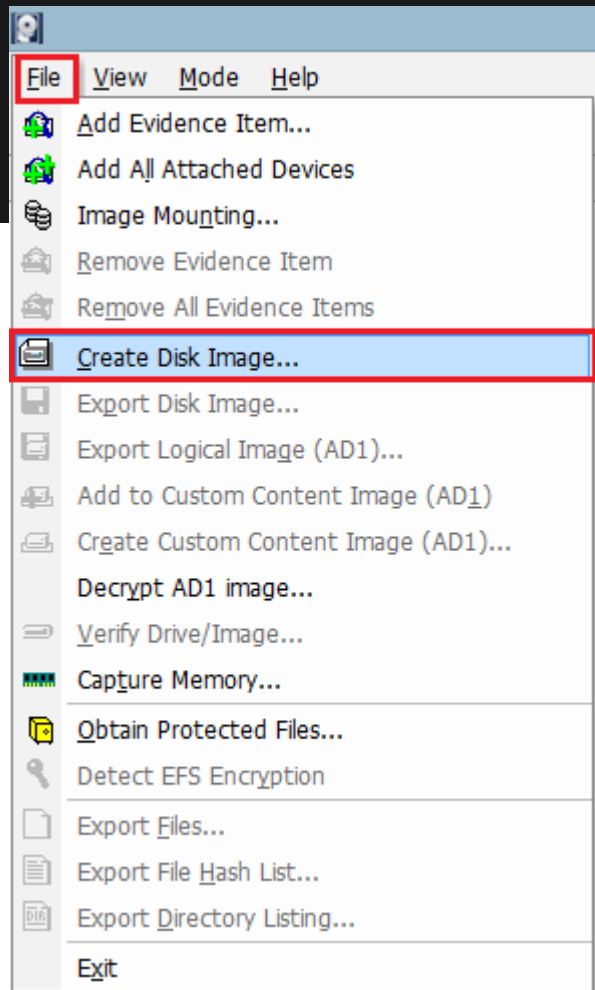 File View Mode Help
Add Evidence Item...
Add All Attached Devices
Image Mounting...
Remove Evidence Item
Remove All Evidence Items
Create Disk Image...
Export Disk Image...
Export Logical Image (AD1)...
Add to Custom Content Image (AD1)
Create Custom Content Image (AD1)...
Decrypt AD1 image...
Verify Drive/Image...
Capture Memory...
Obtain Protected Files...
Detect EFS Encryption
Export Files...
Export File Hash List...
DIR Export Directory Listing...
Exit